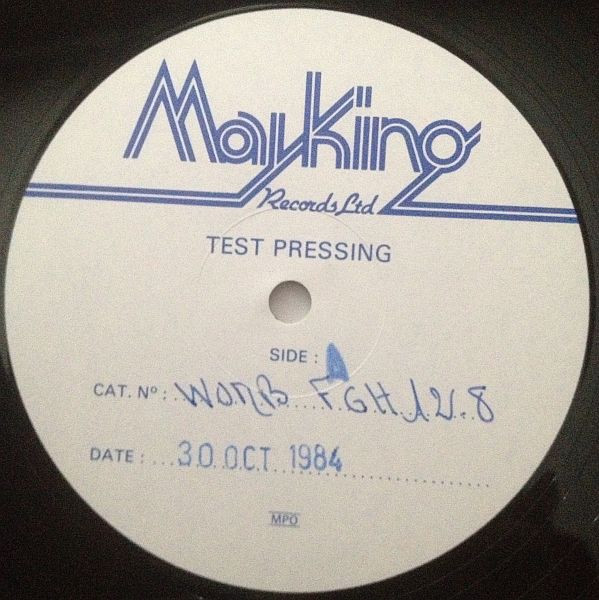 Mayking
Records Ltd
TEST PRESSING
SIDE : A
CAT. Nº : WOMB FGH 12.8
DATE : 30 OCT 1984
MPO